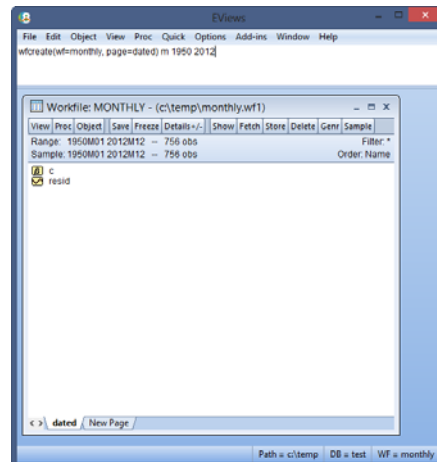 EViews
File Edit Object View Proc Quick Options Add-ins Window Help
wfcreate(wf=monthly, page=dated) m 1950 2012
Workfile: MONTHLY - (c:\temp\monthly.wf1)
View Proc Object Save Freeze Details+/- Show Fetch Store Delete Genr Sample
Range: 1950M01 2012M12 -- 756 obs Filter: *
Sample: 1950M01 2012M12 -- 756 obs Order: Name
c
resid
dated New Page
Path = c:\temp DB = test WF = monthly